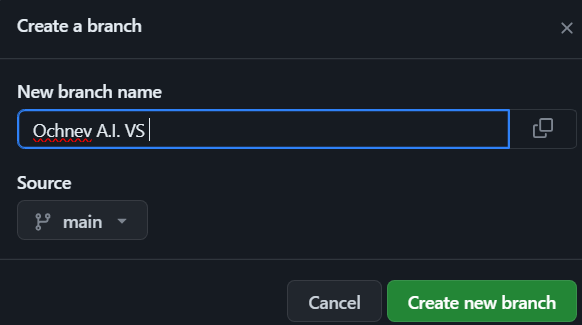 Create a branch
New branch name
Ochnev A.I. VS
Source
main
Cancel
Create new branch